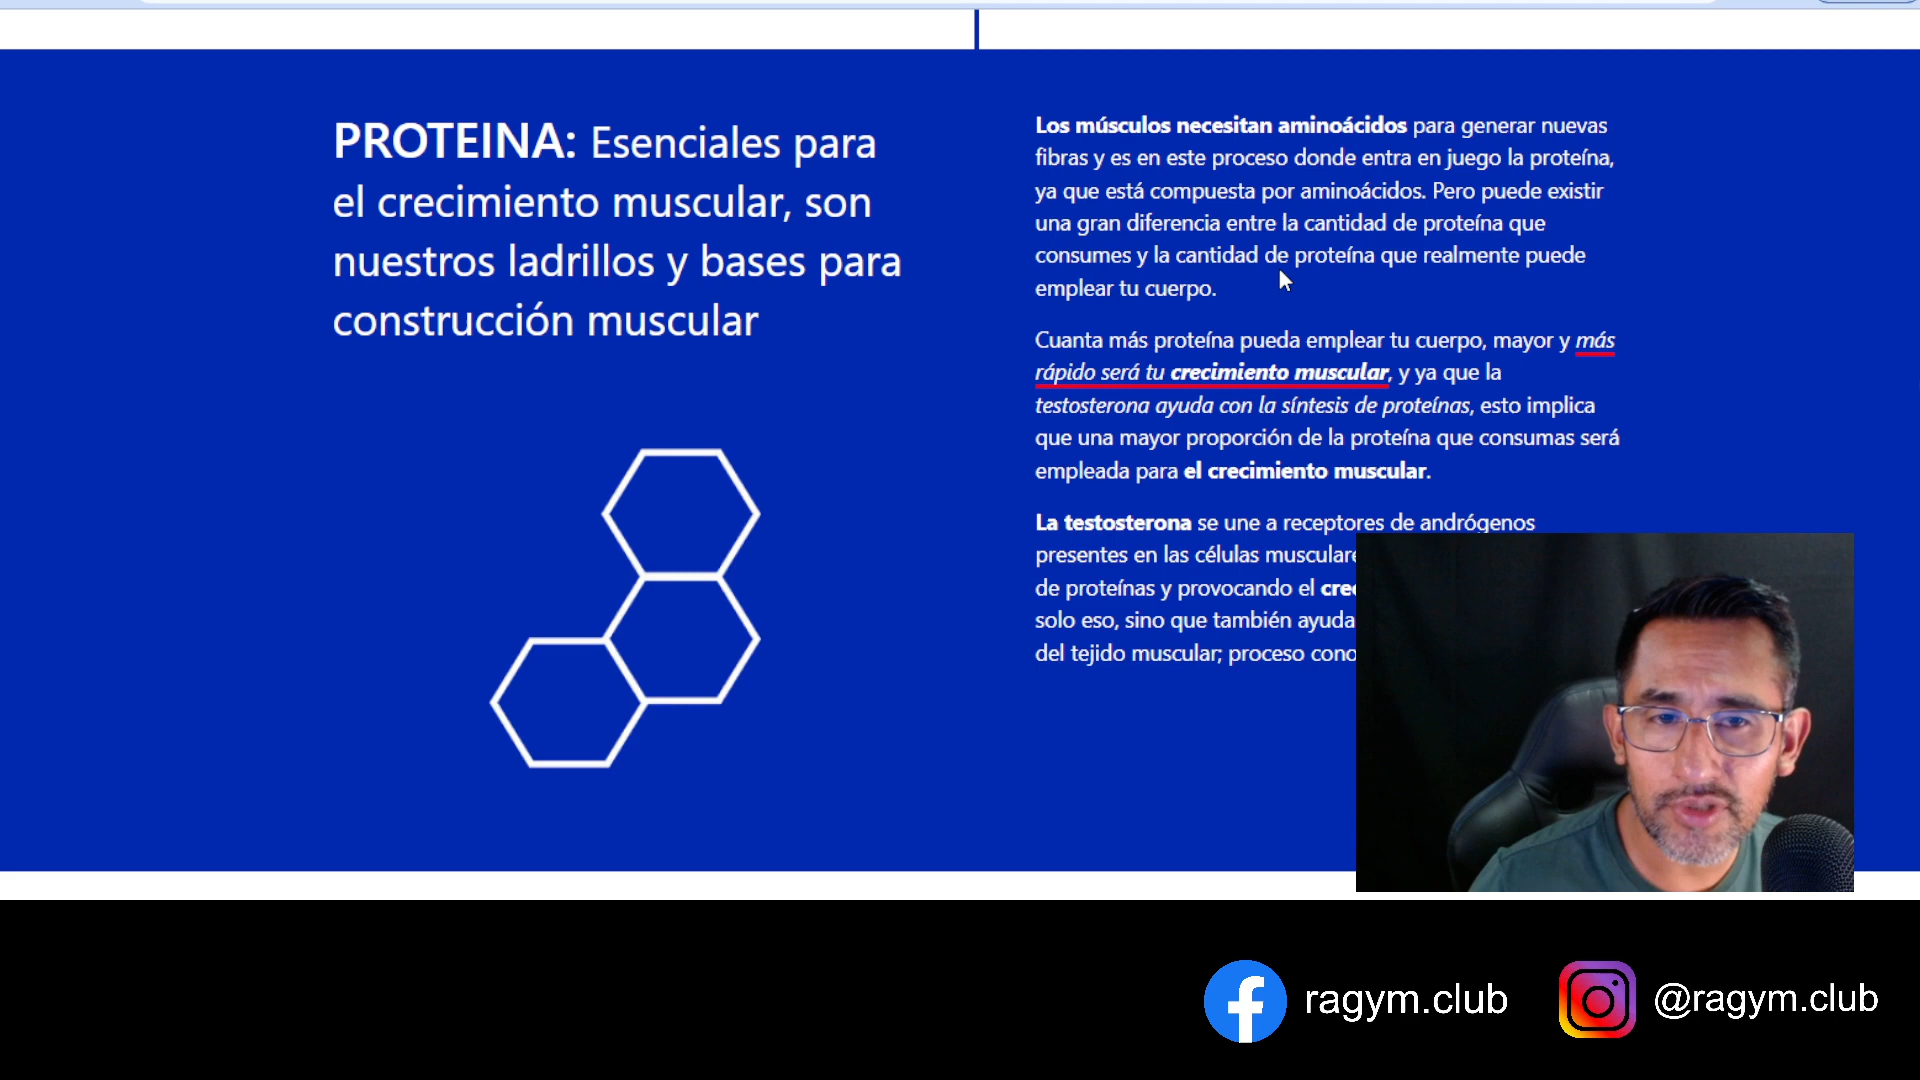 PROTEINA: Esenciales para
el crecimiento muscular, son
nuestros ladrillos y bases para
construcción muscular
Los músculos necesitan aminoácidos para generar nuevas
fibras y es en este proceso donde entra en juego la proteína,
ya que está compuesta por aminoácidos. Pero puede existir
una gran diferencia entre la cantidad de proteína que
consumes y la cantidad de proteína que realmente puede
emplear tu cuerpo.
Cuanta más proteína pueda emplear tu cuerpo, mayor y más
rápido será tu crecimiento muscular, y ya que la
testosterona ayuda con la síntesis de proteínas, esto implica
que una mayor proporción de la proteína que consumas será
empleada para el crecimiento muscular.
La testosterona se une a receptores de andrógenos
presentes en las células
de proteínas y provocando el
solo eso, sino que también ayuda
del tejido muscular; proceso
ragym.club
@ragym.club